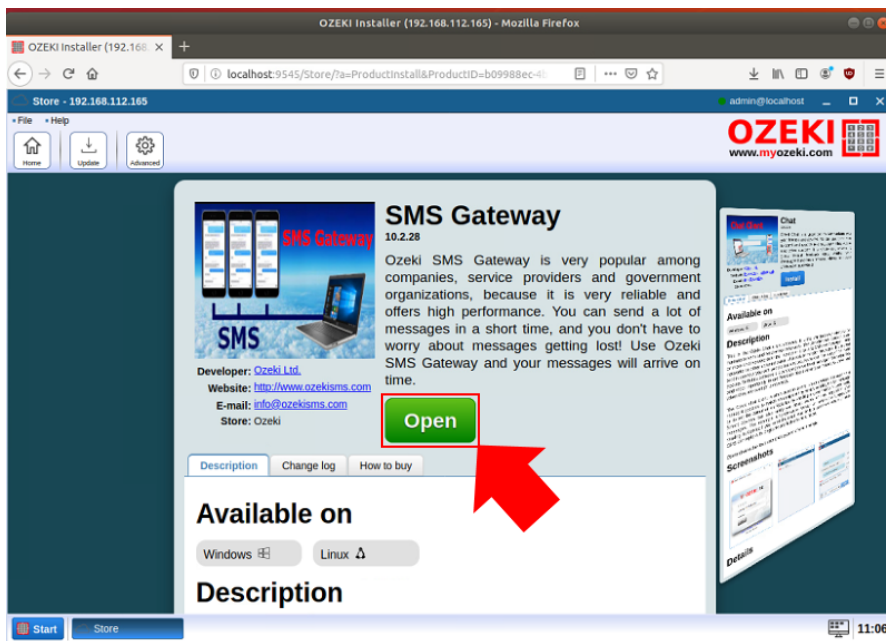 OZEKI Installer (192.168.112.165) - Mozilla Firefox
OZEKI Installer (192.168.
localhost:9545/Store/?a=ProductInstall&ProductID=b09988ec-4
Store - 192.168.112.165
admin@localhost
File Help
Home
Update
Advanced
OZEKI
www.myozeki.com
SMS Gateway
SMS
SMS Gateway
10.2.28
Ozeki SMS Gateway is very popular among
companies, service providers and government
organizations, because it is very reliable and
offers high performance. You can send a lot of
messages in a short time, and you don't have to
worry about messages getting lost! Use Ozeki
SMS Gateway and your messages will arrive on
time.
Developer: Ozeki Ltd.
Website: http://www.ozekisms.com
E-mail: info@ozekisms.com
Store: Ozeki
Open
Description
Change log
How to buy
Available on
Windows
Linux
Description
Chat
Install
Available on
Description
Screenshots
Details
Start
Store
11:06